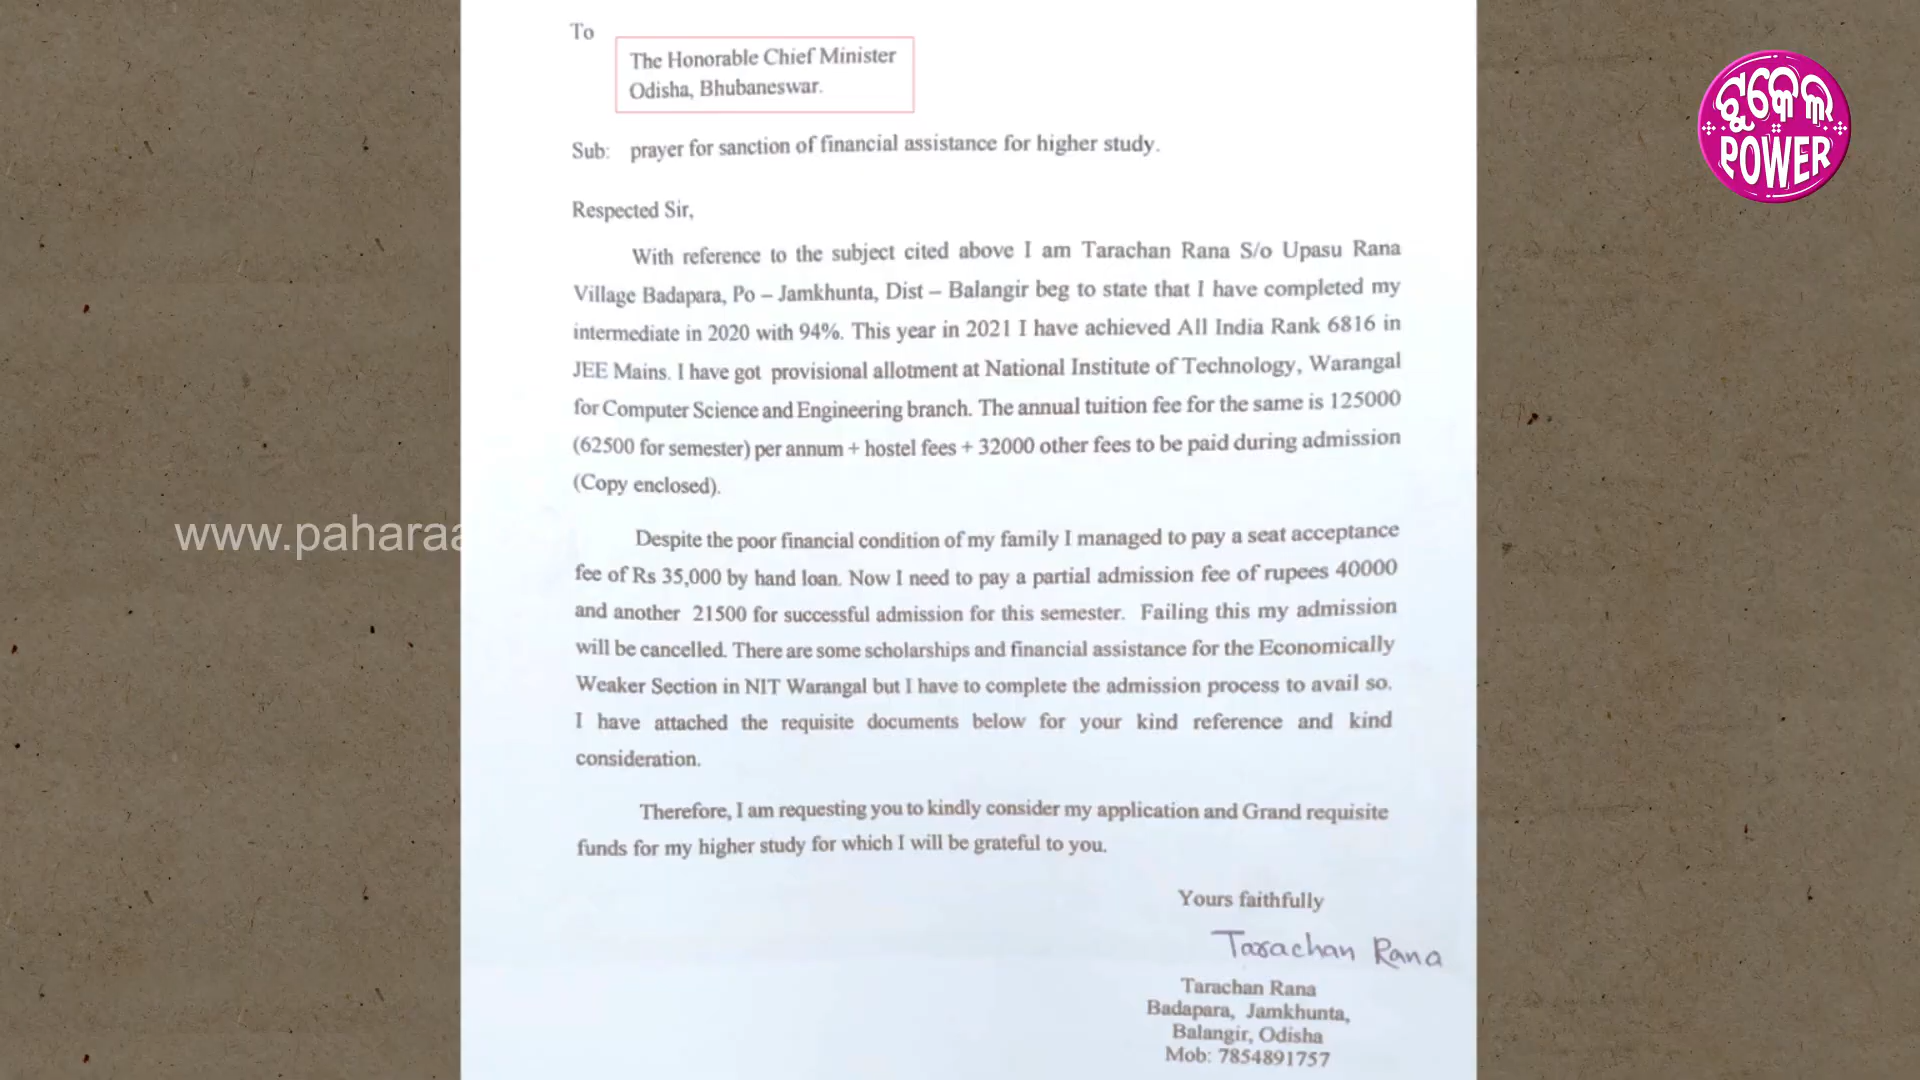 To
The Honorable Chief Minister
Odisha, Bhubaneswar.
Sub: prayer for sanction of financial assistance for higher study.
Respected Sir,
With reference to the subject cited above I am Tarachan Rana S/o Upasu Rana
Village Badapara, Po – Jamkhunta, Dist – Balangir beg to state that I have completed my
intermediate in 2020 with 94%. This year in 2021 I have achieved All India Rank 6816 in
JEE Mains. I have got provisional allotment at National Institute of Technology, Warangal
for Computer Science and Engineering branch. The annual tuition fee for the same is 125000
(62500 for semester) per annum + hostel fees + 32000 other fees to be paid during admission
(Copy enclosed).
Despite the poor financial condition of my family I managed to pay a seat acceptance
fee of Rs 35,000 by hand loan. Now I need to pay a partial admission fee of rupees 40000
and another 21500 for successful admission for this semester. Failing this my admission
will be cancelled. There are some scholarships and financial assistance for the Economically
Weaker Section in NIT Warangal but I have to complete the admission process to avail so.
I have attached the requisite documents below for your kind reference and kind
consideration.
Therefore, I am requesting you to kindly consider my application and Grand requisite
funds for my higher study for which I will be grateful to you.
Yours faithfully
Tarachan Rana
Tarachan Rana
Badapara, Jamkhunta,
Balangir, Odisha
Mob: 7854891757
ଟୁକେଲ
POWER
www.paharaa